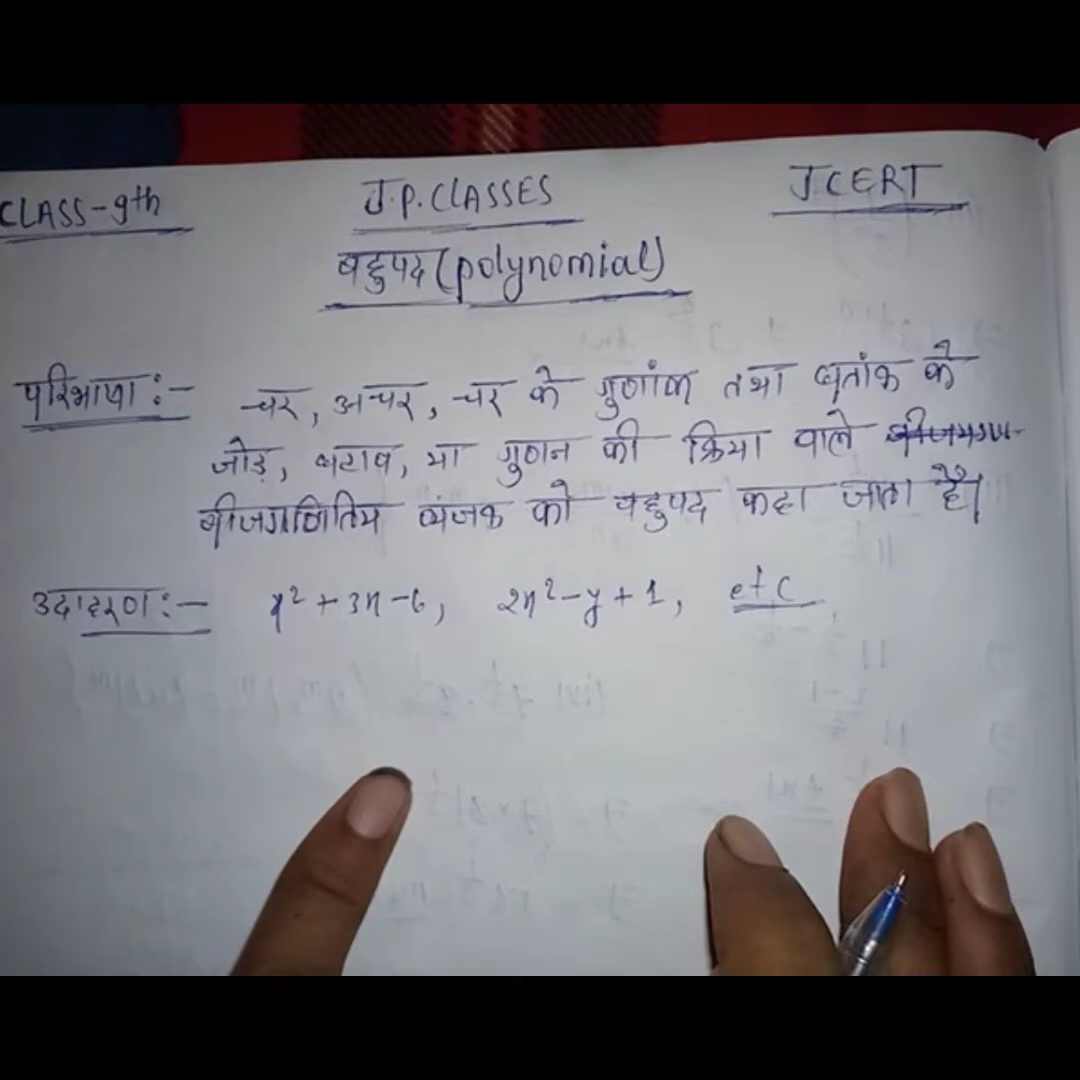 CLASS-9th J.P. CLASSES JCERT
बहुपद (polynomial)
परिभाषा :- चर, अचर, चर के गुणांक तथा घातांक के
जोड़, घटाव, या गुणन की क्रिया वाले
बीजगणितिय व्यंजक को बहुपद कहा जाता है।
उदाहरण :- x² + 3x - 6, 2x² - y + 1, etc